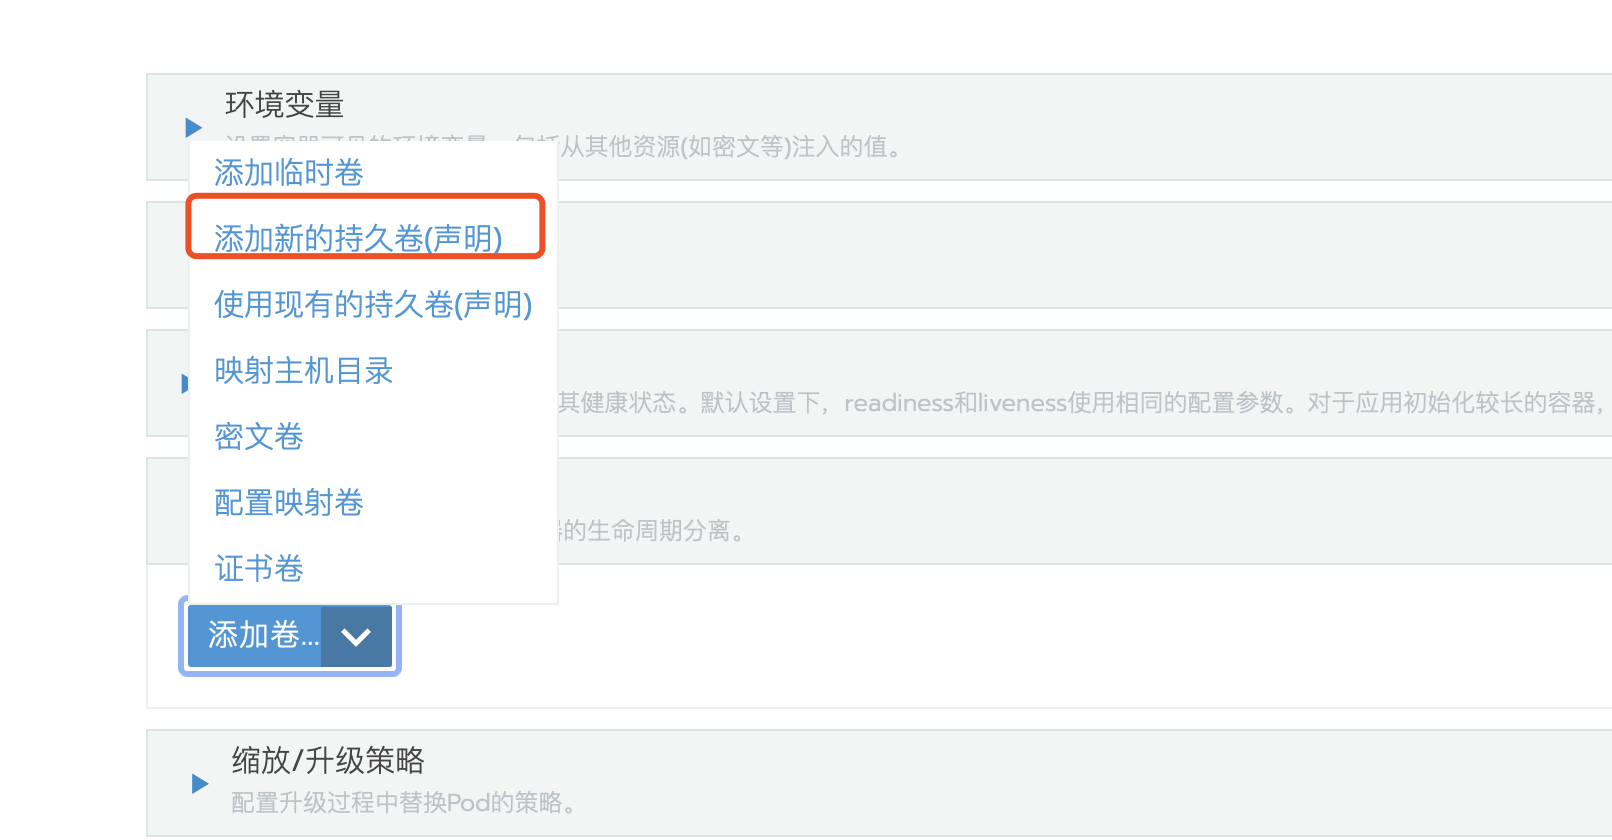 环境变量
从其他资源(如密文等)注入的值。
添加临时卷
添加新的持久卷(声明)
使用现有的持久卷(声明)
映射主机目录
其健康状态。默认设置下，readiness和liveness使用相同的配置参数。对于应用初始化较长的容器，
密文卷
配置映射卷
的生命周期分离。
证书卷
添加卷...
缩放/升级策略
配置升级过程中替换Pod的策略。